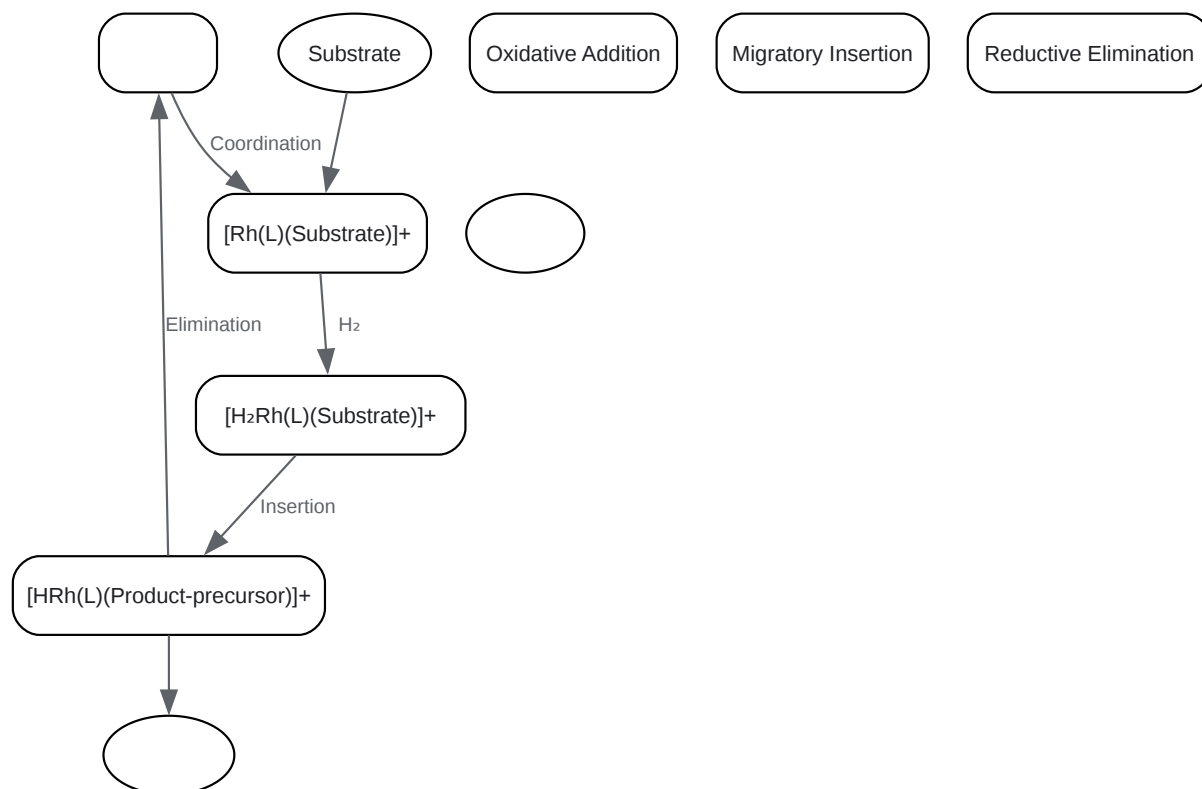 Substrate
Oxidative Addition
Migratory Insertion
Reductive Elimination
Coordination
[Rh(L)(Substrate)]+
Elimination
H₂
[H₂Rh(L)(Substrate)]+
Insertion
[HRh(L)(Product-precursor)]+